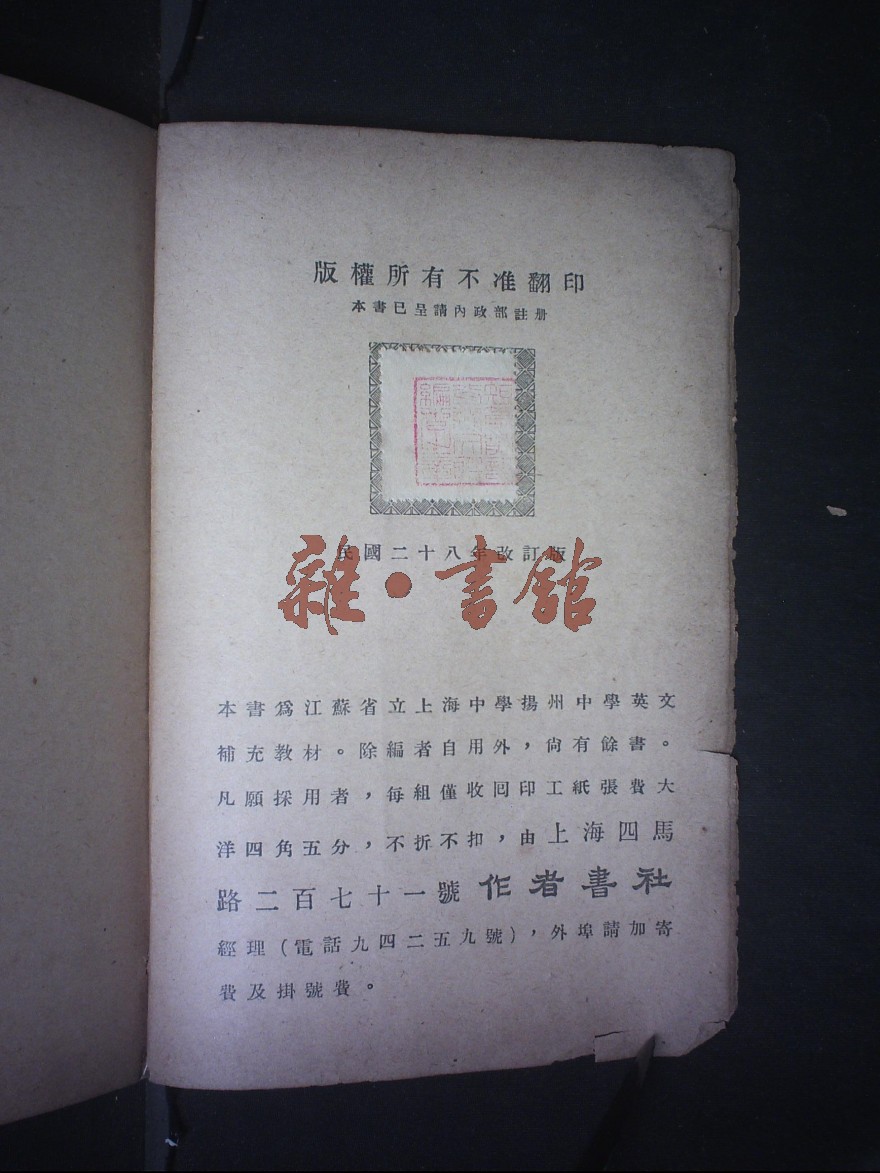 版權所有不准翻印
本書已呈請內政部註册
民國二十八年改訂版
雜·書館
本書爲江蘇省立上海中學揚州中學英文
補充教材。除編者自用外，尙有餘書。
凡願採用者，每組僅收回印工紙張費大
洋四角五分，不折不扣，由上海四馬
路二百七十一號作者書社
經理（電話九四二五九號），外埠請加寄
費及掛號費。